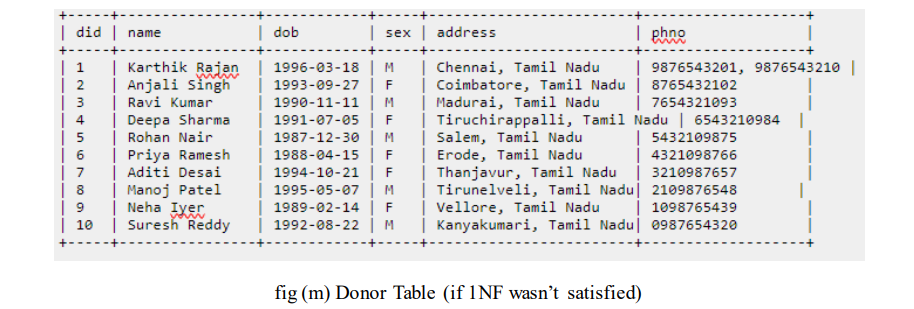 +-----+---------------+------------+-----+----------------------+----------------+
| did | name | dob | sex | address | phno |
+-----+---------------+------------+-----+----------------------+----------------+
| 1 | Karthik Rajan | 1996-03-18 | M | Chennai, Tamil Nadu | 9876543201, 9876543210 |
| 2 | Anjali Singh | 1993-09-27 | F | Coimbatore, Tamil Nadu | 8765432102 |
| 3 | Ravi Kumar | 1990-11-11 | M | Madurai, Tamil Nadu | 7654321093 |
| 4 | Deepa Sharma | 1991-07-05 | F | Tiruchirappalli, Tamil Nadu | 6543210984 |
| 5 | Rohan Nair | 1987-12-30 | M | Salem, Tamil Nadu | 5432109875 |
| 6 | Priya Ramesh | 1988-04-15 | F | Erode, Tamil Nadu | 4321098766 |
| 7 | Aditi Desai | 1994-10-21 | F | Thanjavur, Tamil Nadu | 3210987657 |
| 8 | Manoj Patel | 1995-05-07 | M | Tirunelveli, Tamil Nadu| 2109876548 |
| 9 | Neha Iyer | 1989-02-14 | F | Vellore, Tamil Nadu | 1098765439 |
| 10 | Suresh Reddy | 1992-08-22 | M | Kanyakumari, Tamil Nadu| 0987654320 |
+-----+---------------+------------+-----+----------------------+----------------+
fig (m) Donor Table (if 1NF wasn't satisfied)